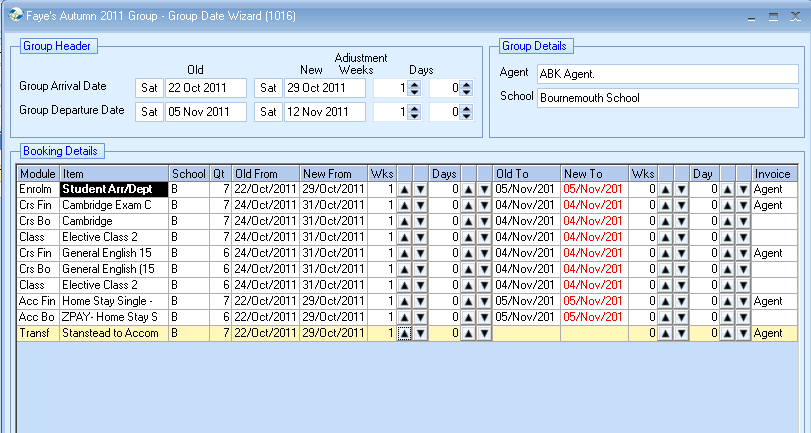 Faye's Autumn 2011 Group - Group Date Wizard (1016)
Group Header
Group Details
Old New Adjustment Weeks Days
Group Arrival Date Sat 22 Oct 2011 Sat 29 Oct 2011 1 0
Group Departure Date Sat 05 Nov 2011 Sat 12 Nov 2011 1 0
Agent ABK Agent.
School Bournemouth School
Booking Details
Module Item School Qt Old From New From Wks Days Old To New To Wks Day Invoice
Enrolm Student Arr/Dept B 7 22/Oct/2011 29/Oct/2011 1 0 05/Nov/201 05/Nov/201 0 0 Agent
Crs Fin Cambridge Exam C B 7 24/Oct/2011 31/Oct/2011 1 0 04/Nov/201 04/Nov/201 0 0 Agent
Crs Bo Cambridge B 7 24/Oct/2011 31/Oct/2011 1 0 04/Nov/201 04/Nov/201 0 0
Class Elective Class 2 B 7 24/Oct/2011 31/Oct/2011 1 0 04/Nov/201 04/Nov/201 0 0
Crs Fin General English 15 B 6 24/Oct/2011 31/Oct/2011 1 0 04/Nov/201 04/Nov/201 0 0 Agent
Crs Bo General English (15 B 6 24/Oct/2011 31/Oct/2011 1 0 04/Nov/201 04/Nov/201 0 0
Class Elective Class 2 B 6 24/Oct/2011 31/Oct/2011 1 0 04/Nov/201 04/Nov/201 0 0
Acc Fin Home Stay Single - B 7 22/Oct/2011 29/Oct/2011 1 0 05/Nov/201 05/Nov/201 0 0 Agent
Acc Bo ZPAY- Home Stay S B 6 22/Oct/2011 29/Oct/2011 1 0 05/Nov/201 05/Nov/201 0 0
Transf Stanstead to Accom B 7 22/Oct/2011 29/Oct/2011 1 0 0 0 Agent